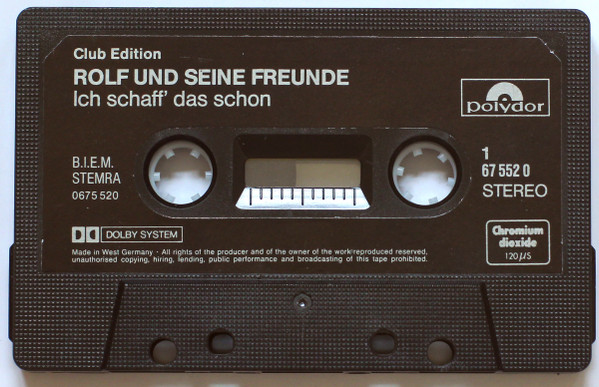 Club Edition
ROLF UND SEINE FREUNDE
Ich schaff' das schon
polydor
B.I.E.M.
STEMRA
0675 520
1
67 552 0
STEREO
DOLBY SYSTEM
Chromium
dioxide
120 µS
Made in West Germany · All rights of the producer and of the owner of the work reproduced reserved,
unauthorised copying, hiring, lending, public performance and broadcasting of this tape prohibited.